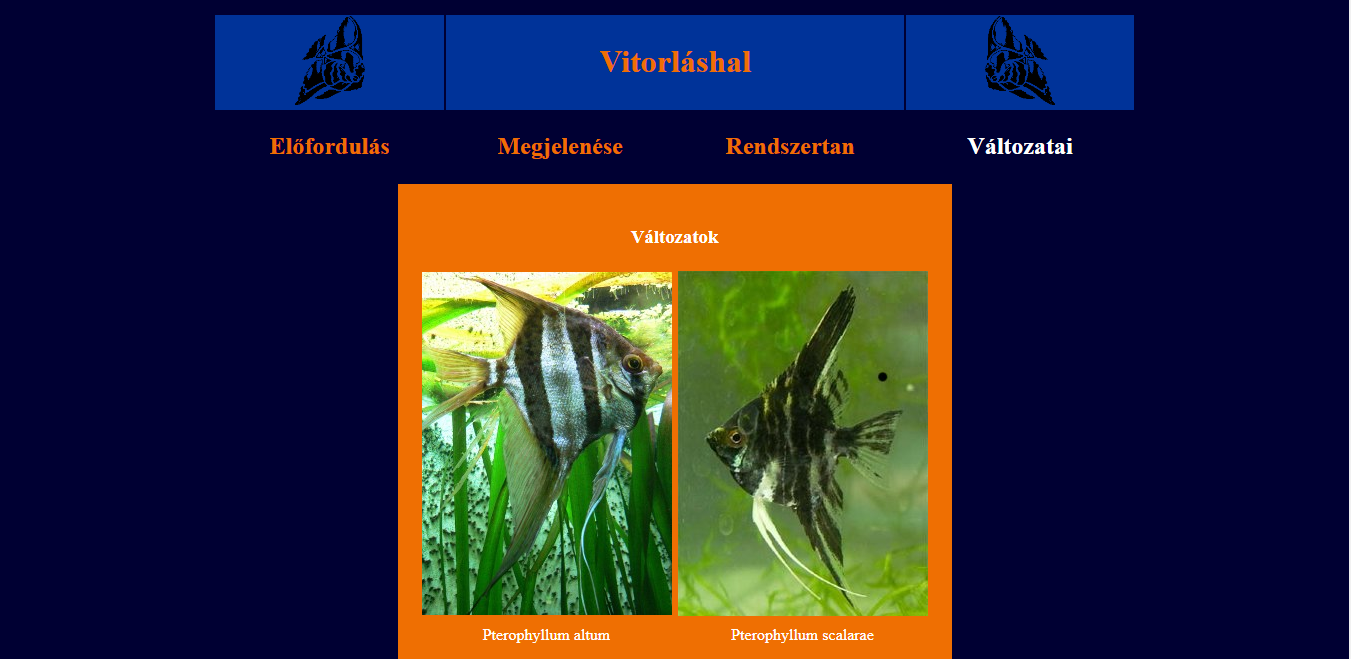 Vitorláshal
Előfordulás Megjelenése Rendszertan Változatai
Változatok
Pterophyllum altum Pterophyllum scalarae